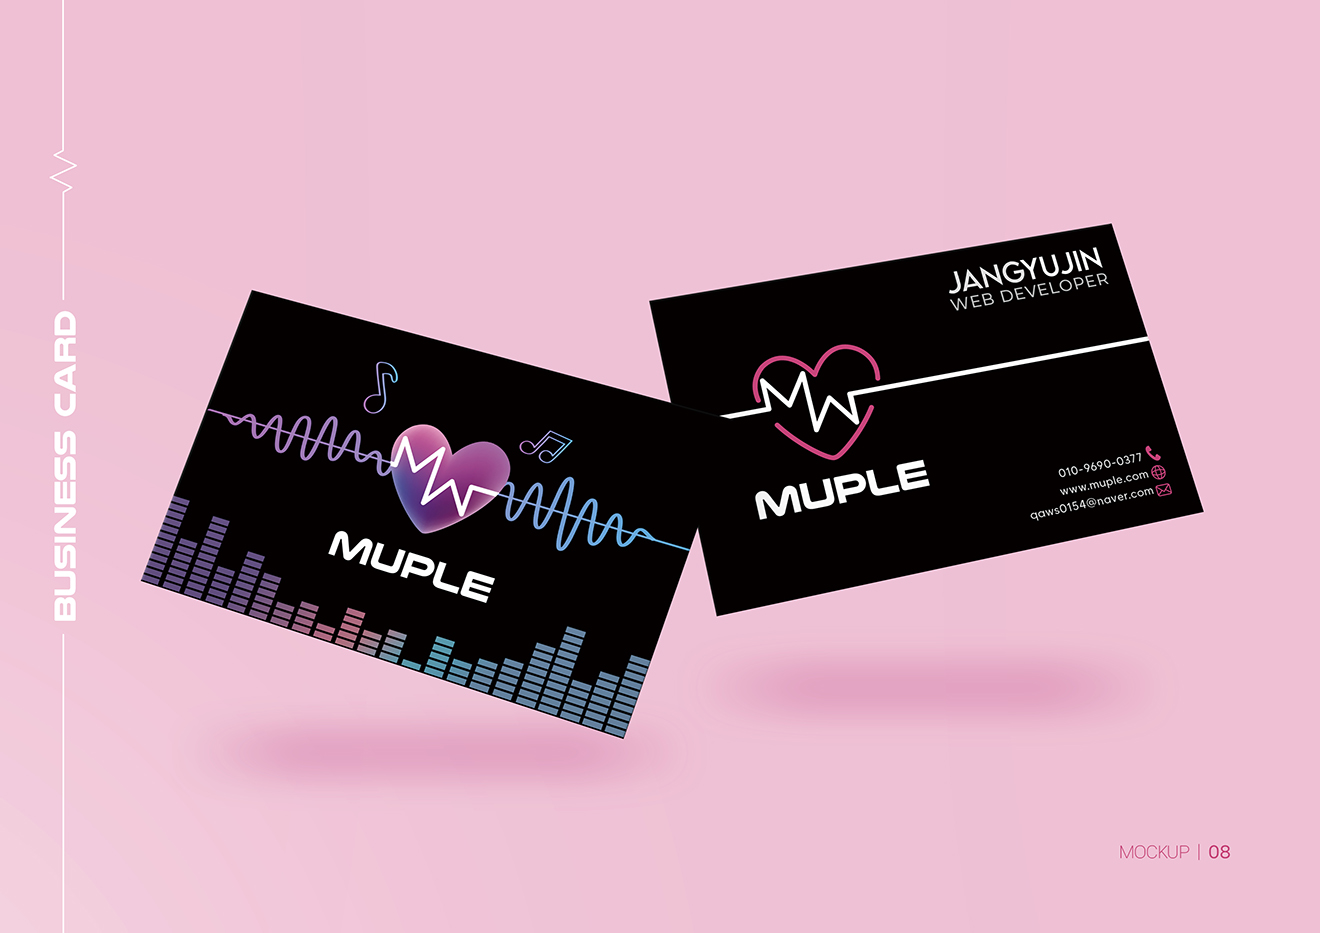 BUSINESS CARD
MUPLE
JANGYUJIN
WEB DEVELOPER
MUPLE
010-9690-0377
www.muple.com
qaws0154@naver.com
MOCKUP | 08